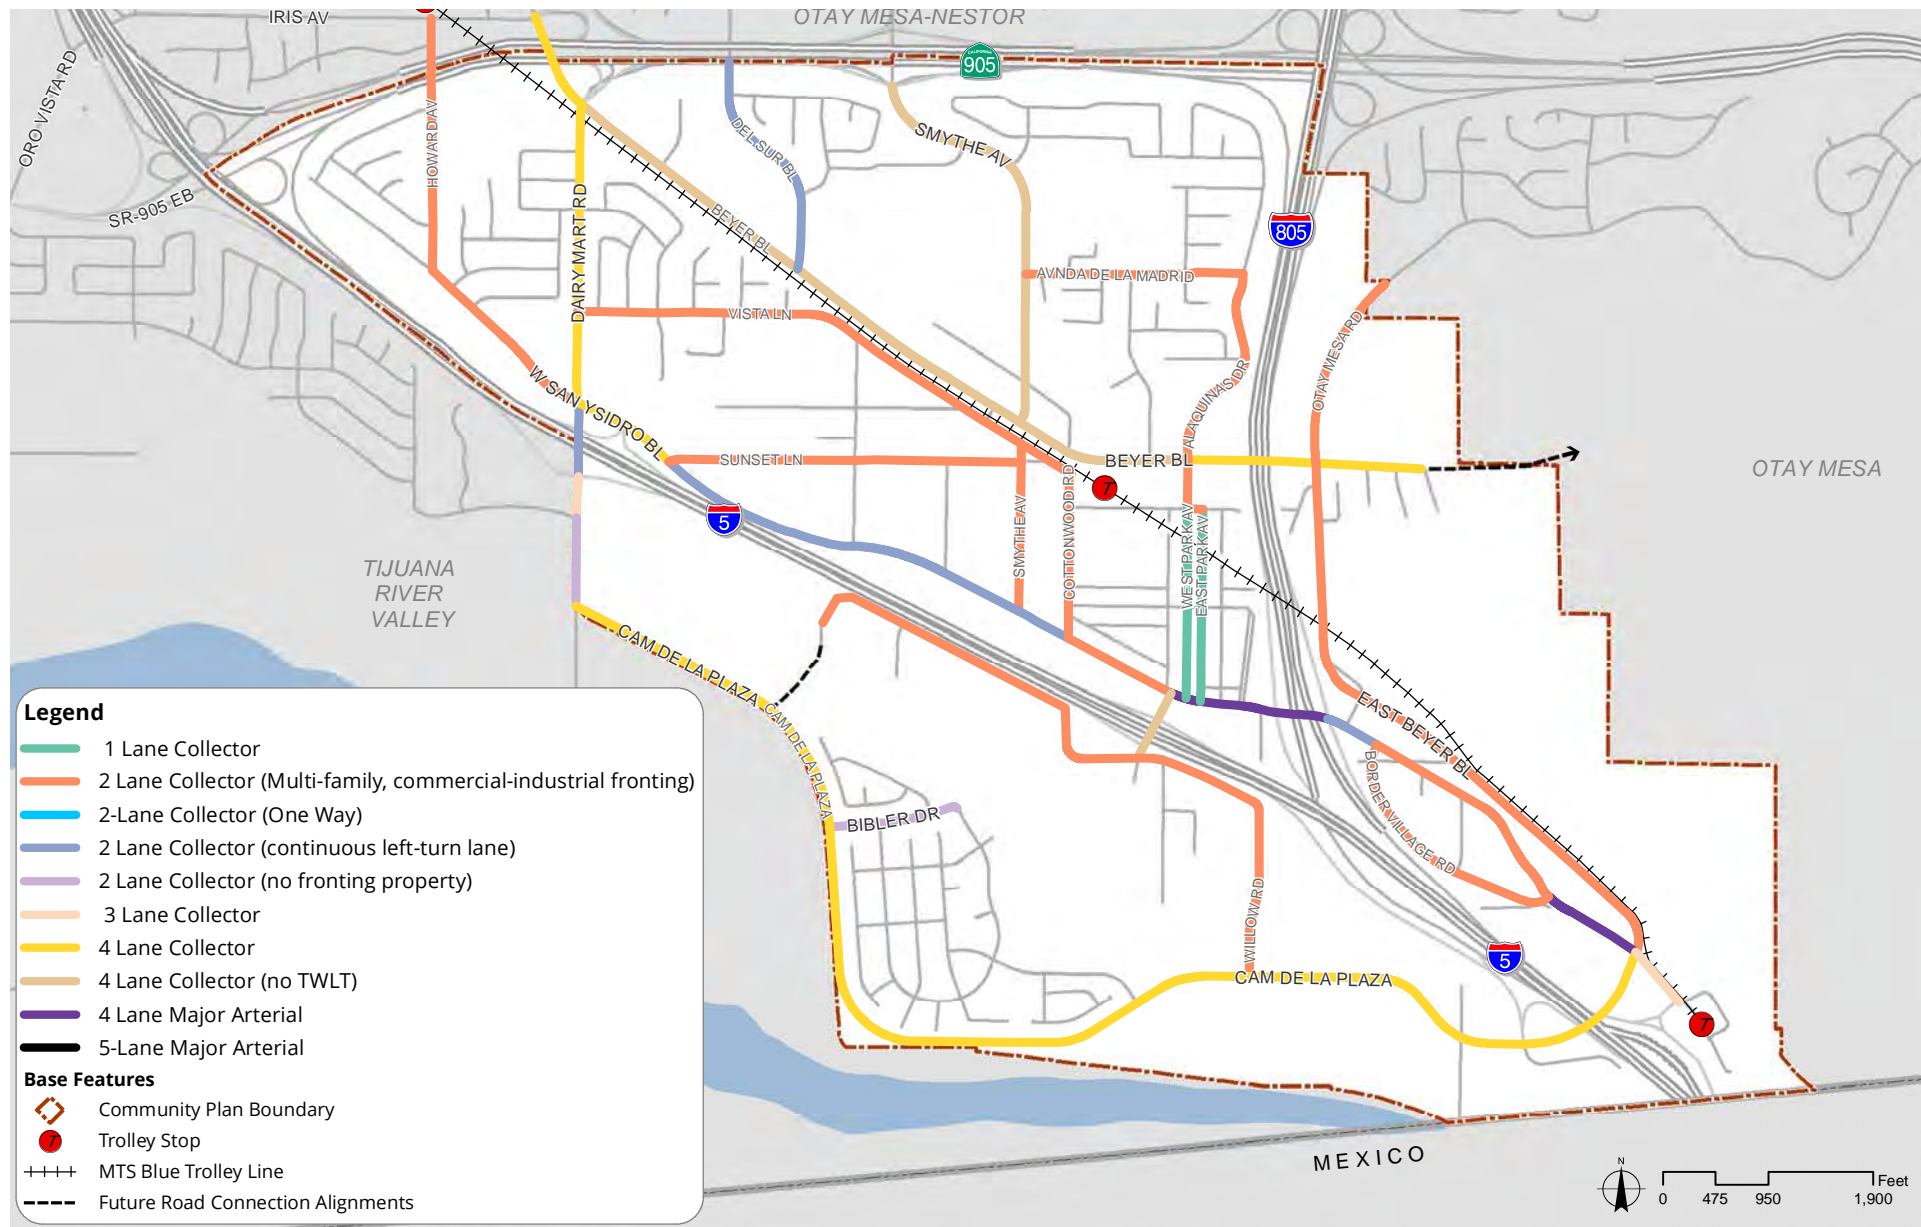 IRIS AV
OTAY MESA-NESTOR
CALIFORNIA
905
ORO VISTA RD
HOWARD AV
DEL SUR BL
SMYTHE AV
SR-905 EB
DAIRY MART RD
BEYER BL
805
AVNDA DE LA MADRID
VISTA LN
OTAY MESA RD
W SAN YSIDRO BL
ALAQUINAS DR
SUNSET LN
BEYER BL
OTAY MESA
T
5
SMYTHE AV
COTTONWOOD RD
WEST PARK AV
EAST PARK AV
TIJUANA
RIVER
VALLEY
CAM DE LA PLAZA
CAM DE LA PLAZA
EAST BEYER BL
BORDER VILLAGE RD
BIBLER DR
WILLOW RD
CAM DE LA PLAZA
5
T
MEXICO
Legend
1 Lane Collector
2 Lane Collector (Multi-family, commercial-industrial fronting)
2-Lane Collector (One Way)
2 Lane Collector (continuous left-turn lane)
2 Lane Collector (no fronting property)
3 Lane Collector
4 Lane Collector
4 Lane Collector (no TWLT)
4 Lane Major Arterial
5-Lane Major Arterial
Base Features
Community Plan Boundary
T
Trolley Stop
MTS Blue Trolley Line
Future Road Connection Alignments
N
Feet
0 475 950 1,900